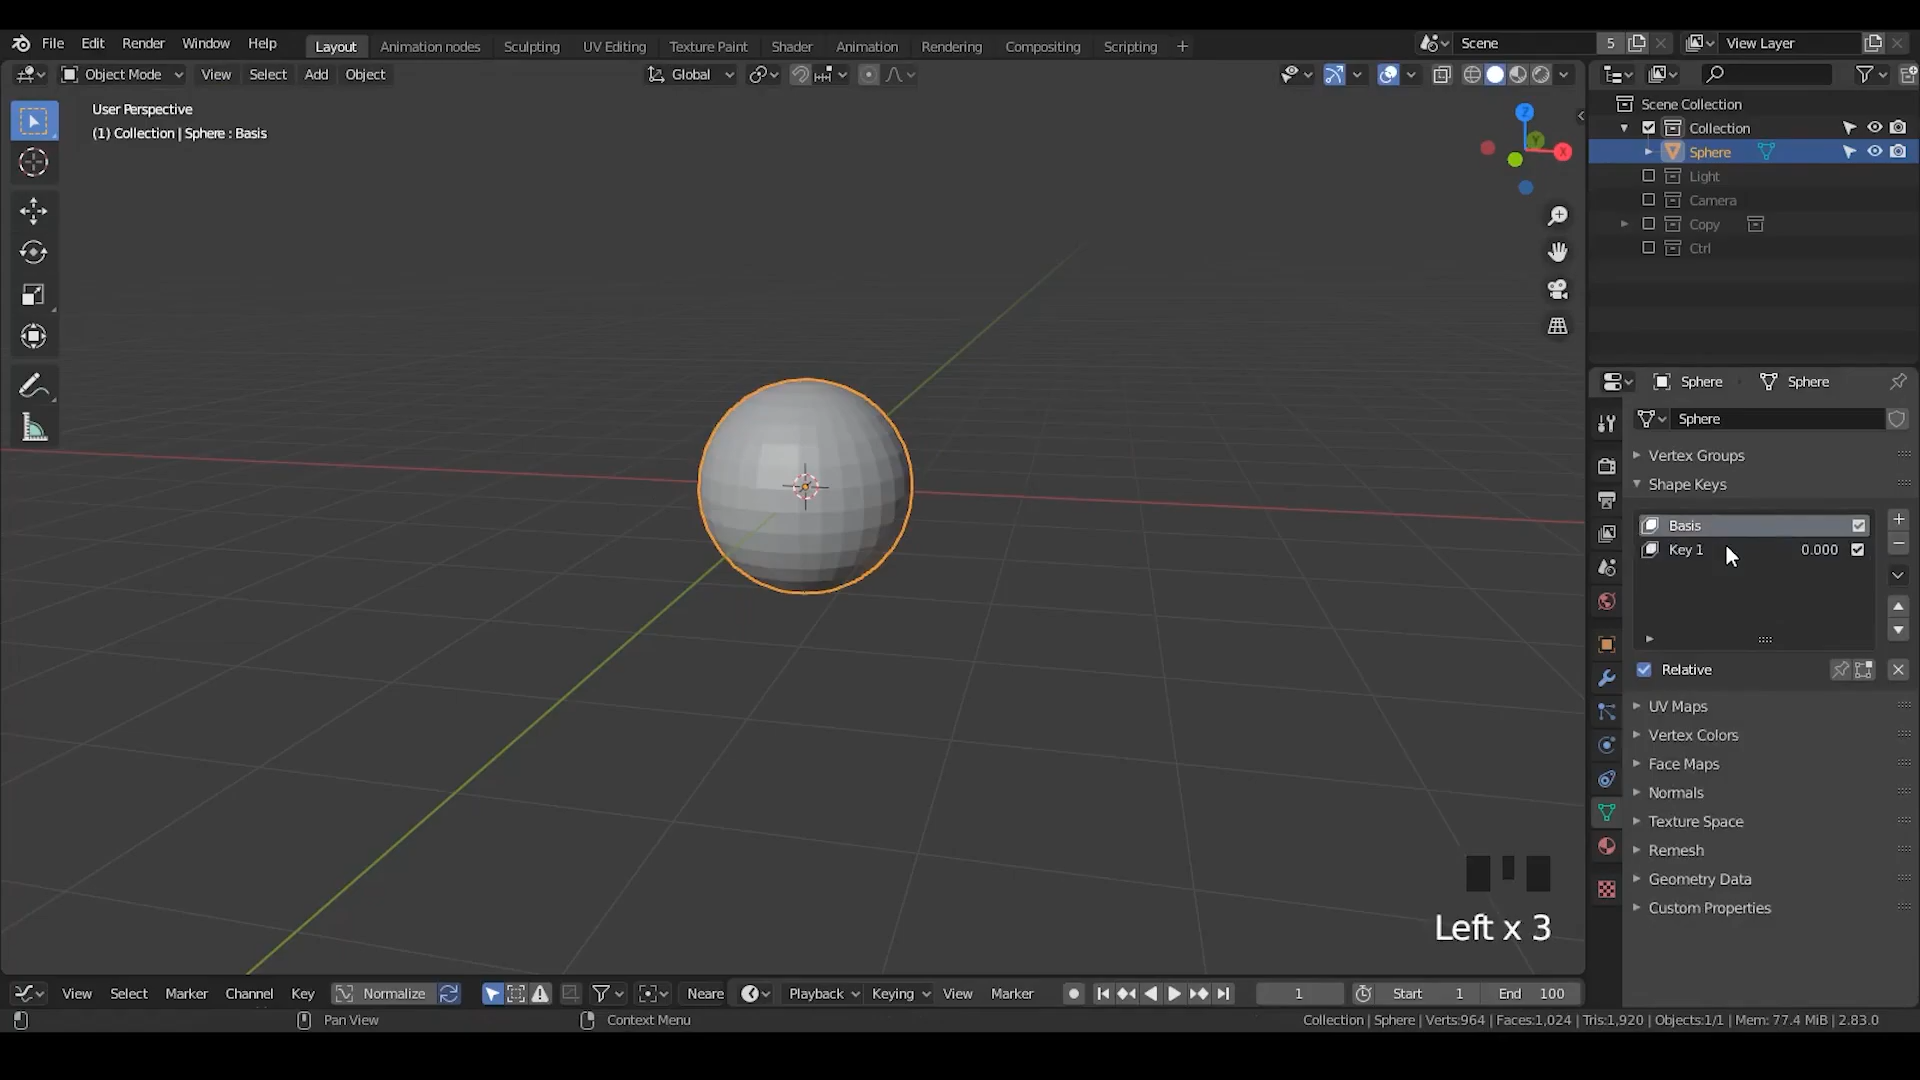 File Edit Render Window Help Layout Animation nodes Sculpting UV Editing Texture Paint Shader Animation Rendering Compositing Scripting + Scene 5 View Layer
Object Mode View Select Add Object Global
User Perspective
(1) Collection | Sphere : Basis
Z
Y
X
Scene Collection
Collection
Sphere
Light
Camera
Copy
Ctrl
Sphere Sphere
Sphere
Vertex Groups
Shape Keys
Basis
Key 1 0.000
Relative
UV Maps
Vertex Colors
Face Maps
Normals
Texture Space
Remesh
Geometry Data
Custom Properties
Left x 3
View Select Marker Channel Key Normalize Neare Playback Keying View Marker 1 Start 1 End 100
Pan View Context Menu Collection | Sphere | Verts:964 | Faces:1,024 | Tris:1,920 | Objects:1/1 | Mem: 77.4 MiB | 2.83.0